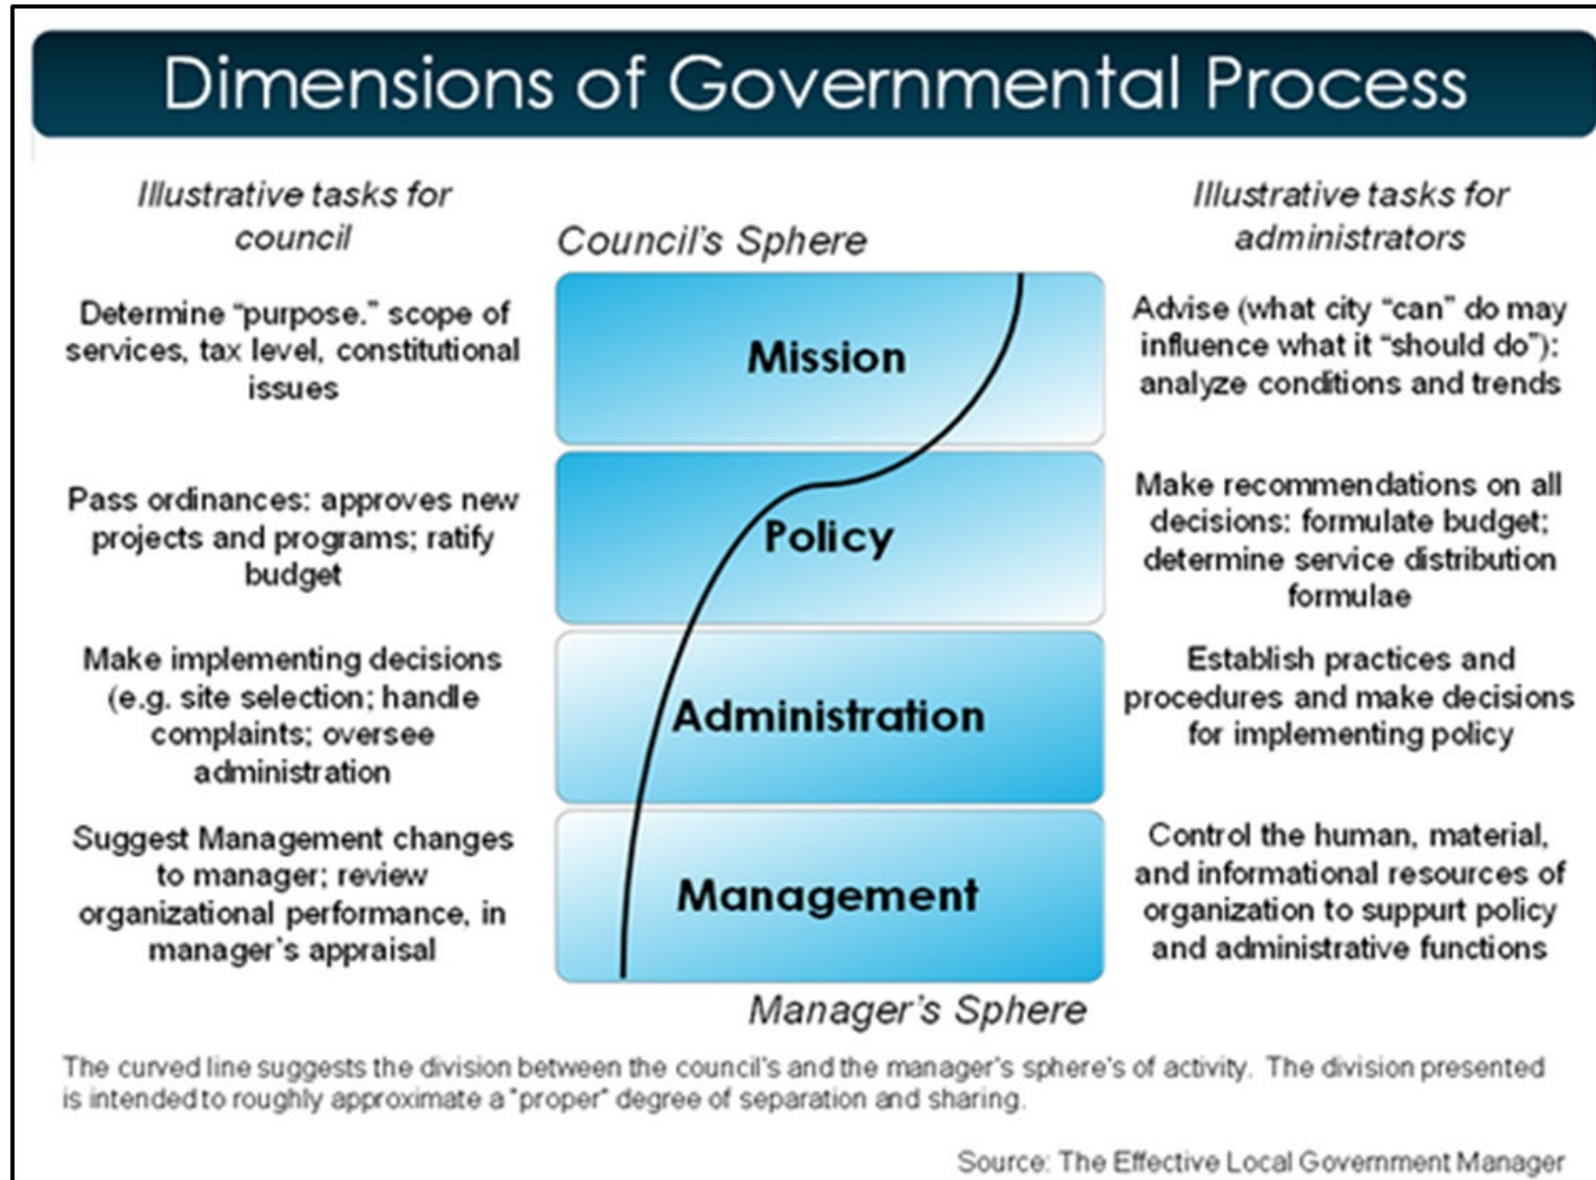 Dimensions of Governmental Process
Illustrative tasks for
council
Determine “purpose.” scope of
services, tax level, constitutional
issues
Pass ordinances: approves new
projects and programs; ratify
budget
Make implementing decisions
(e.g. site selection; handle
complaints; oversee
administration
Suggest Management changes
to manager; review
organizational performance, in
manager’s appraisal
Council’s Sphere
Mission
Policy
Administration
Management
Manager’s Sphere
Illustrative tasks for
administrators
Advise (what city “can” do may
influence what it “should do”):
analyze conditions and trends
Make recommendations on all
decisions: formulate budget;
determine service distribution
formulae
Establish practices and
procedures and make decisions
for implementing policy
Control the human, material,
and informational resources of
organization to suppurt policy
and administrative functions
The curved line suggests the division between the council's and the manager's sphere's of activity. The division presented
is intended to roughly approximate a "proper" degree of separation and sharing.
Source: The Effective Local Government Manager